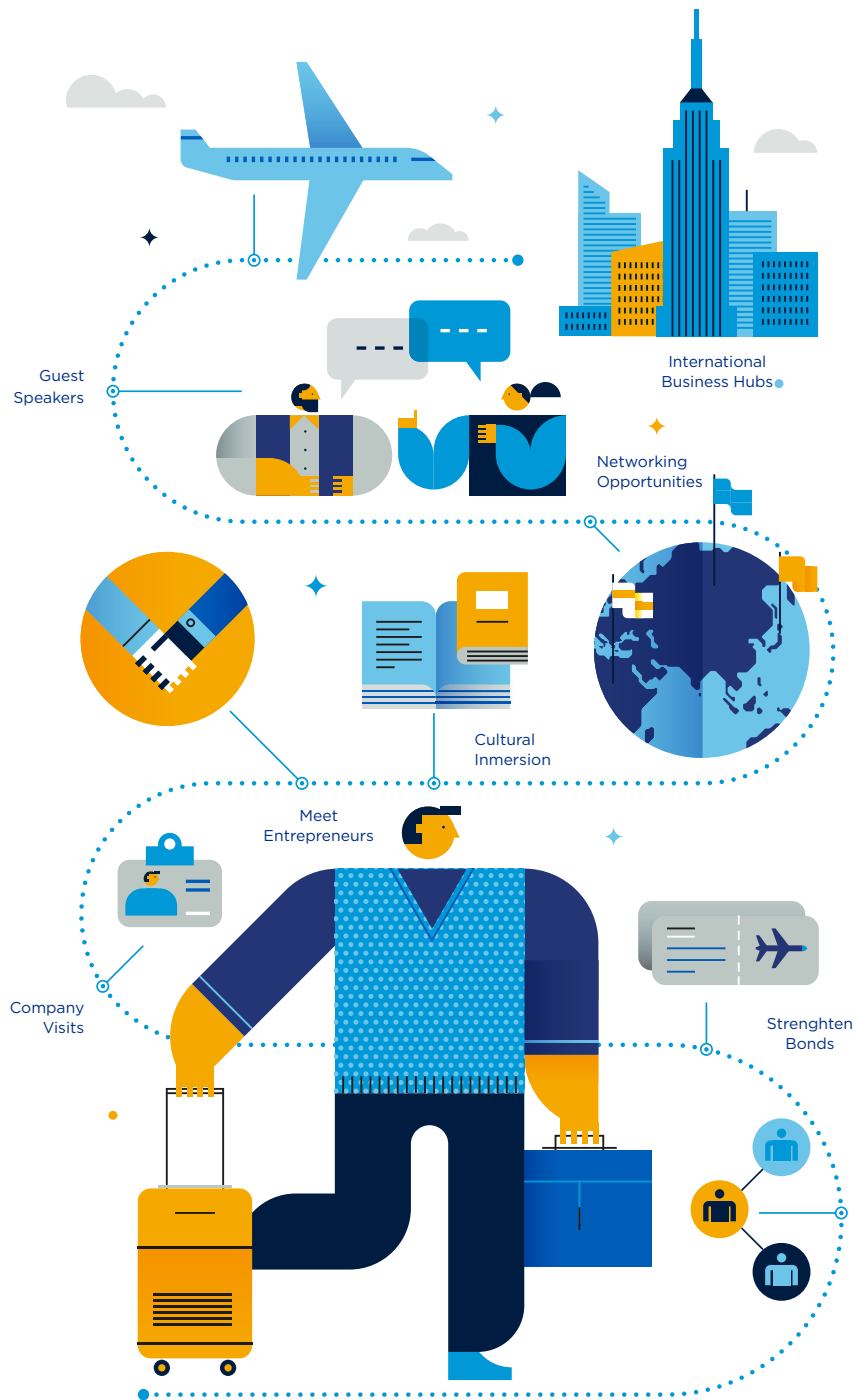 International
Business Hubs
Guest
Speakers
Networking
Opportunities
Cultural
Inmersion
Meet
Entrepreneurs
Company
Visits
Strenghten
Bonds